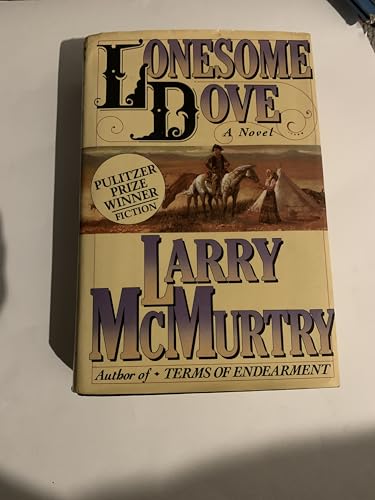 LONESOME
DOVE
A Novel
PULITZER
PRIZE
WINNER
FICTION
LARRY
MCMURTRY
Author of • TERMS OF ENDEARMENT